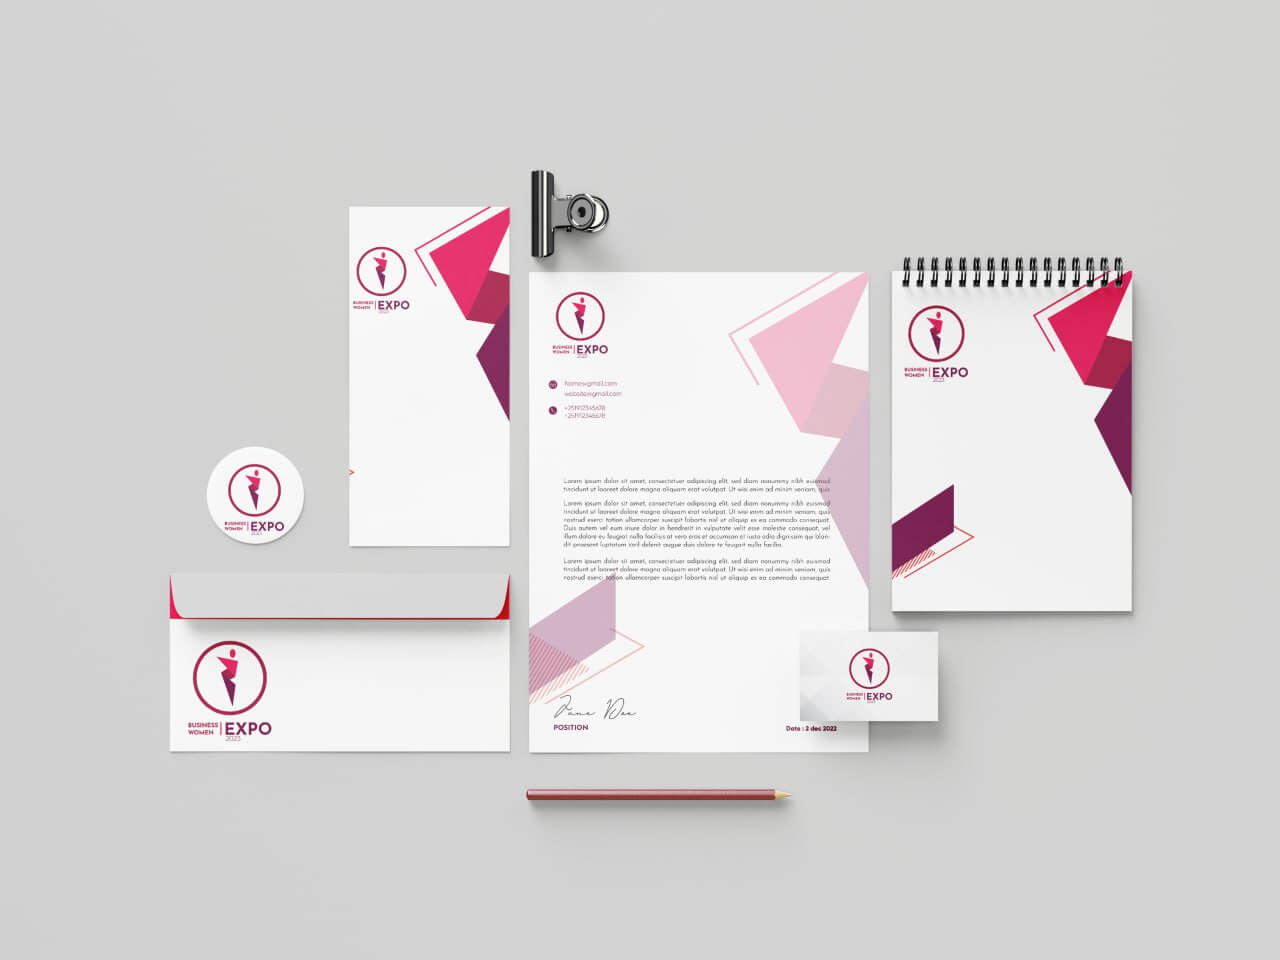 BUSINESS
WOMEN
EXPO
2023
BUSINESS
WOMEN
EXPO
2023
home@gmail.com
website@gmail.com
+251912345678
+251912345678
Lorem ipsum dolor sit amet, consectetuer adipiscing elit, sed diam nonummy nibh euismod
tincidunt ut laoreet dolore magna aliquam erat volutpat. Ut wisi enim ad minim veniam, quis
Lorem ipsum dolor sit amet, consectetuer adipiscing elit, sed diam nonummy nibh euismod
tincidunt ut laoreet dolore magna aliquam erat volutpat. Ut wisi enim ad minim veniam, quis
nostrud exerci tation ullamcorper suscipit lobortis nisl ut aliquip ex ea commodo consequat.
Duis autem vel eum iriure dolor in hendrerit in vulputate velit esse molestie consequat, vel
illum dolore eu feugiat nulla facilisis at vero eros et accumsan et iusto odio dignissim qui blan-
dit praesent luptatum zzril delenit augue duis dolore te feugait nulla facilisi.
Lorem ipsum dolor sit amet, consectetuer adipiscing elit, sed diam nonummy nibh euismod
tincidunt ut laoreet dolore magna aliquam erat volutpat. Ut wisi enim ad minim veniam, quis
nostrud exerci tation ullamcorper suscipit lobortis nisl ut aliquip ex ea commodo consequat.
Jane Doe
POSITION
Date : 2 dec 2023
BUSINESS
WOMEN
EXPO
2023
BUSINESS
WOMEN
EXPO
2023
BUSINESS
WOMEN
EXPO
2023
BUSINESS
WOMEN
EXPO
2023